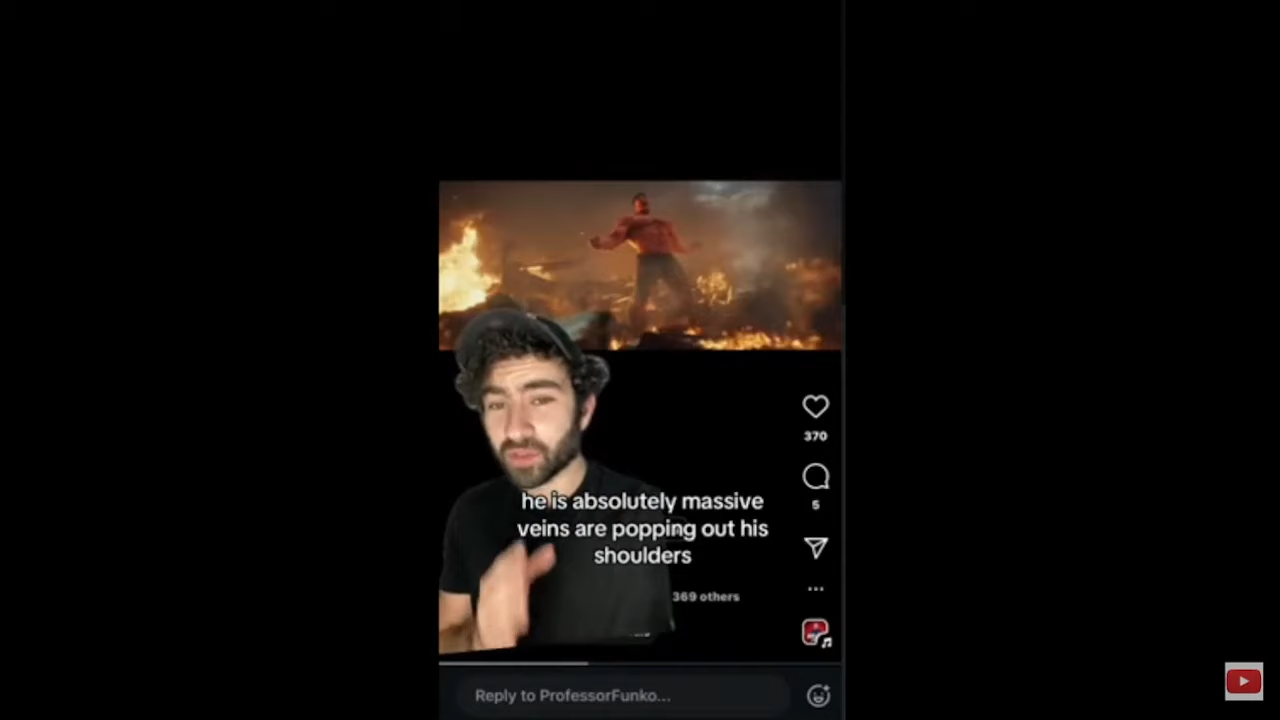 370
5
he is absolutely massive
veins are popping out his
shoulders
369 others
Reply to ProfessorFunko...